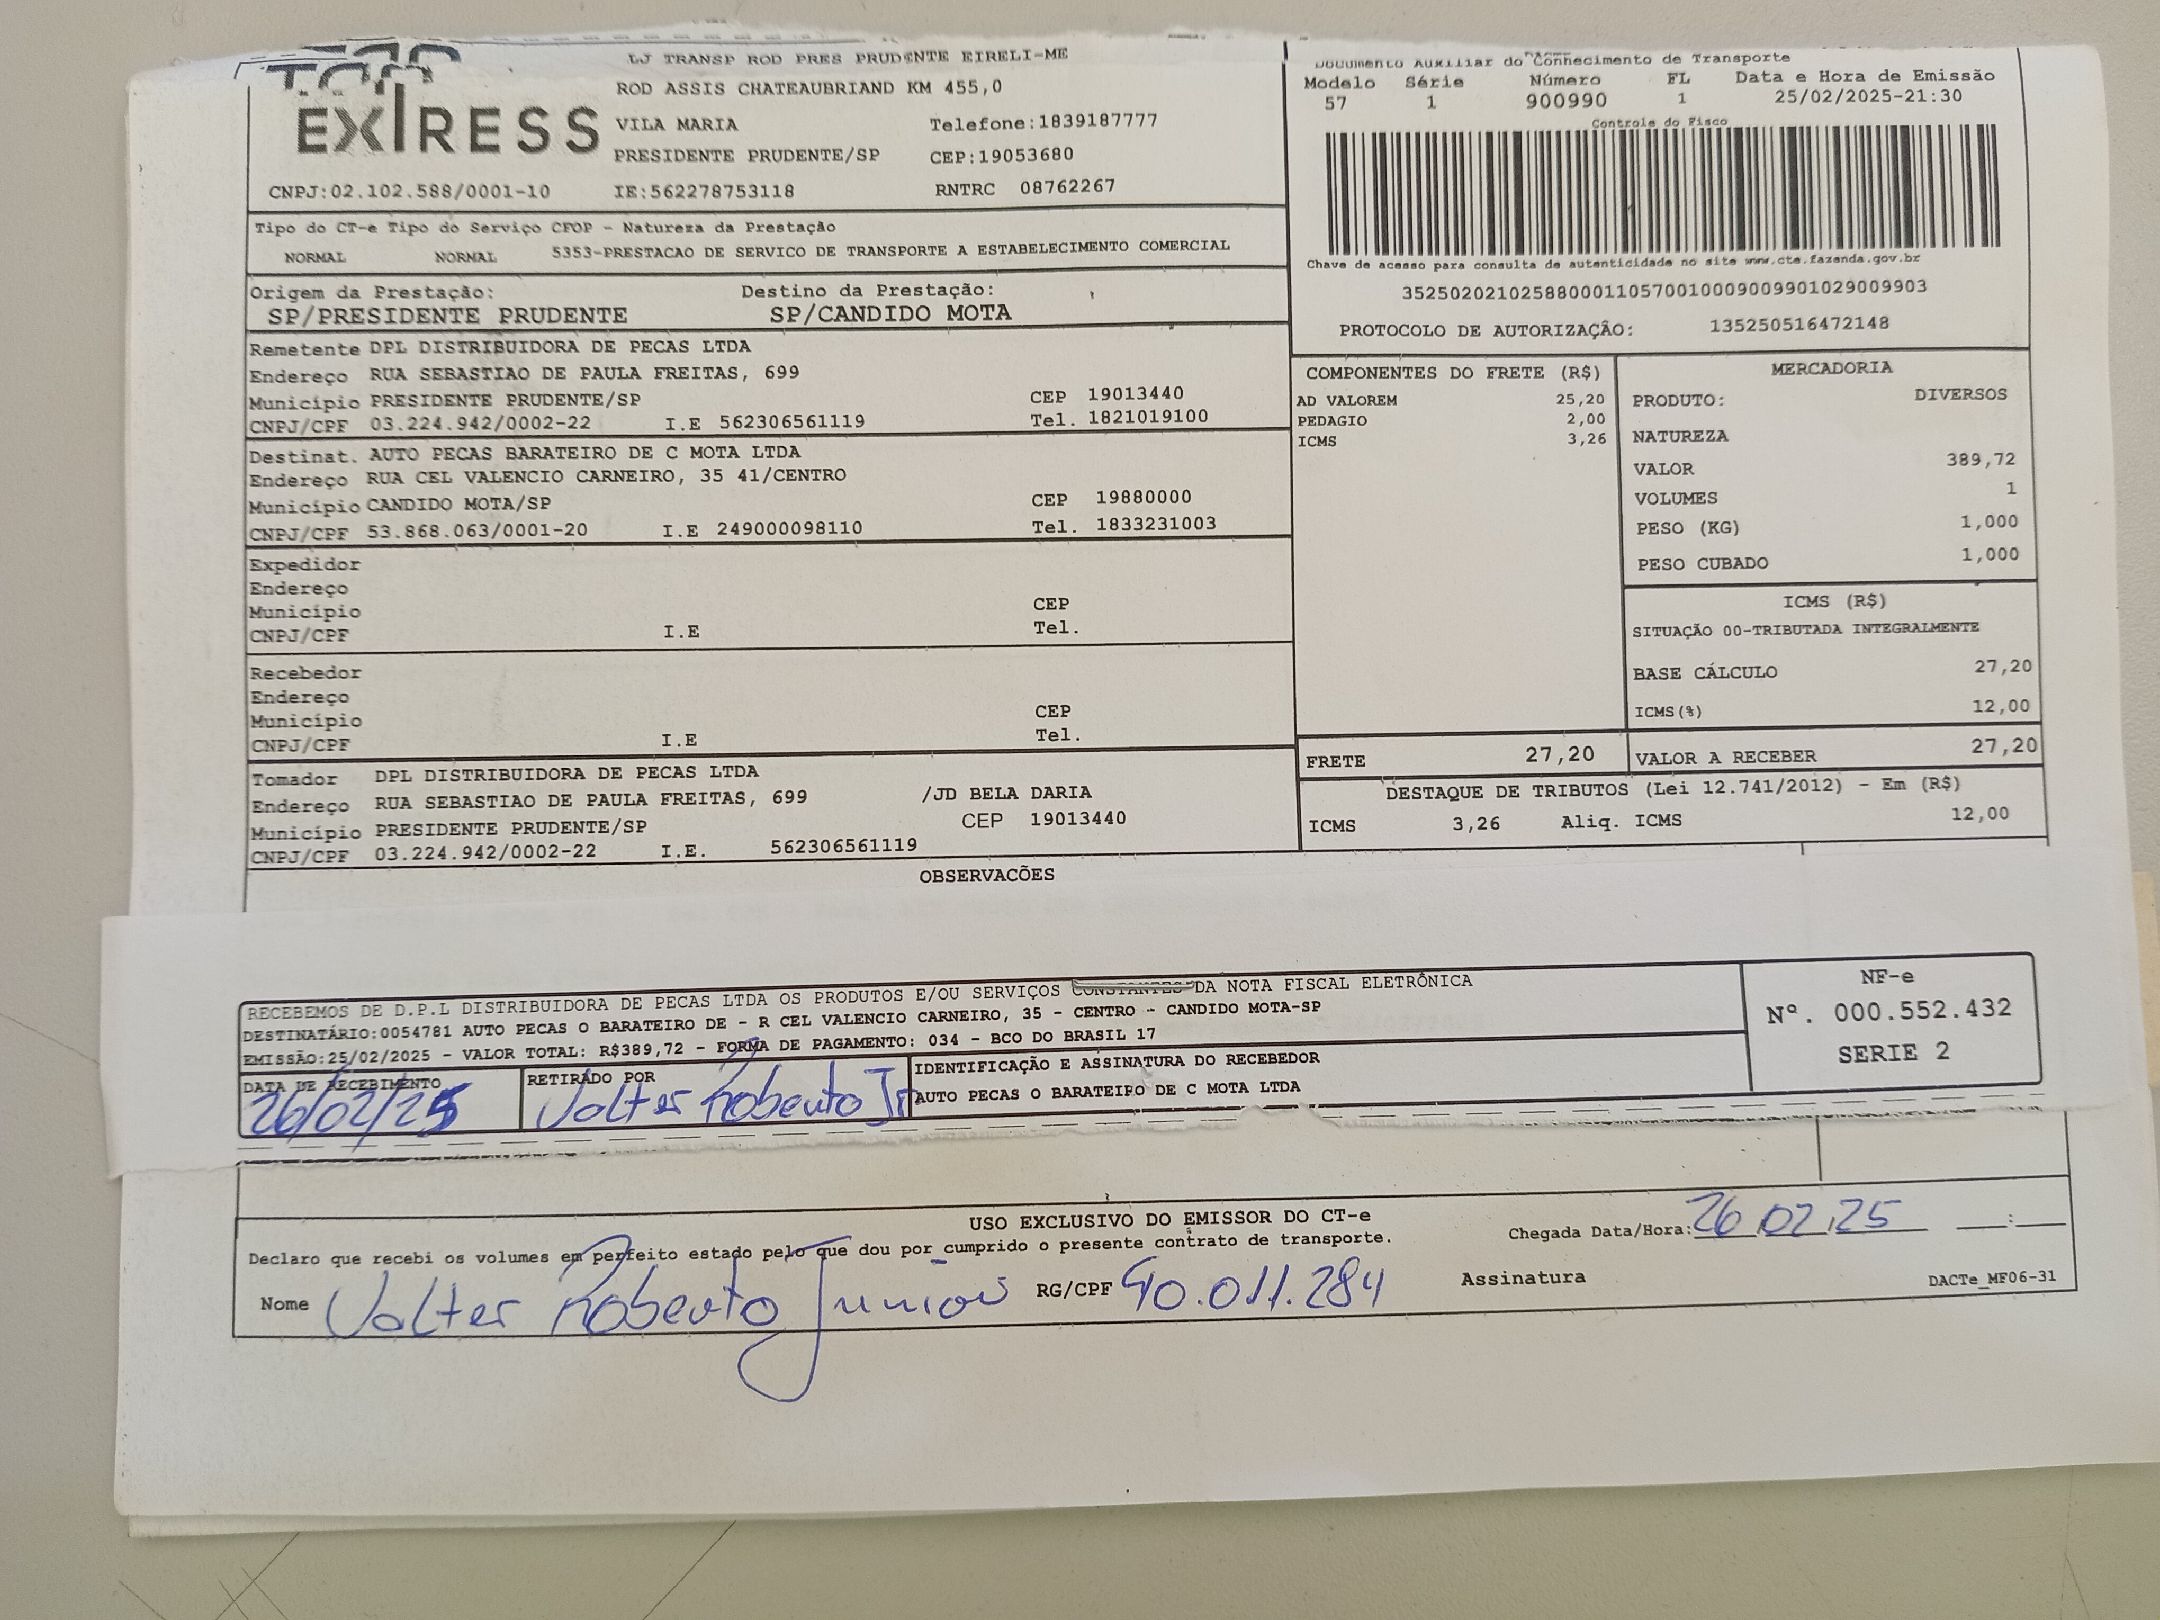 EXPRESS
LJ TRANSP ROD PRES PRUDENTE EIRELI-ME
ROD ASSIS CHATEAUBRIAND KM 455,0
VILA MARIA Telefone:1839187777
PRESIDENTE PRUDENTE/SP CEP:19053680
CNPJ:02.102.588/0001-10 IE:562278753118 RNTRC 08762267
Documento Auxiliar do Conhecimento de Transporte
Modelo Série Número FL Data e Hora de Emissão
57 1 900990 1 25/02/2025-21:30
Controle do Fisco
Chave de acesso para consulta de autenticidade no site www.cte.fazenda.gov.br
35250202102588000110570010009009901029009903
PROTOCOLO DE AUTORIZAÇÃO: 135250516472148
Tipo do CT-e Tipo do Serviço CFOP - Natureza da Prestação
NORMAL NORMAL 5353-PRESTACAO DE SERVICO DE TRANSPORTE A ESTABELECIMENTO COMERCIAL
Origem da Prestação: Destino da Prestação:
SP/PRESIDENTE PRUDENTE SP/CANDIDO MOTA
Remetente DPL DISTRIBUIDORA DE PECAS LTDA
Endereço RUA SEBASTIAO DE PAULA FREITAS, 699
Município PRESIDENTE PRUDENTE/SP CEP 19013440
CNPJ/CPF 03.224.942/0002-22 I.E 562306561119 Tel. 1821019100
Destinat. AUTO PECAS BARATEIRO DE C MOTA LTDA
Endereço RUA CEL VALENCIO CARNEIRO, 35 41/CENTRO
Município CANDIDO MOTA/SP CEP 19880000
CNPJ/CPF 53.868.063/0001-20 I.E 249000098110 Tel. 1833231003
Expedidor
Endereço
Município CEP
CNPJ/CPF I.E Tel.
Recebedor
Endereço
Município CEP
CNPJ/CPF I.E Tel.
Tomador DPL DISTRIBUIDORA DE PECAS LTDA
Endereço RUA SEBASTIAO DE PAULA FREITAS, 699 /JD BELA DARIA
Município PRESIDENTE PRUDENTE/SP CEP 19013440
CNPJ/CPF 03.224.942/0002-22 I.E. 562306561119
COMPONENTES DO FRETE (R$)
AD VALOREM 25,20
PEDAGIO 2,00
ICMS 3,26
MERCADORIA
PRODUTO: DIVERSOS
NATUREZA
VALOR 389,72
VOLUMES 1
PESO (KG) 1,000
PESO CUBADO 1,000
ICMS (R$)
SITUAÇÃO 00-TRIBUTADA INTEGRALMENTE
BASE CÁLCULO 27,20
ICMS(%) 12,00
FRETE 27,20 VALOR A RECEBER 27,20
DESTAQUE DE TRIBUTOS (Lei 12.741/2012) - Em (R$)
ICMS 3,26 Aliq. ICMS 12,00
OBSERVACÕES
RECEBEMOS DE D.P.L DISTRIBUIDORA DE PECAS LTDA OS PRODUTOS E/OU SERVIÇOS CONSTANTES DA NOTA FISCAL ELETRÔNICA
DESTINATÁRIO:0054781 AUTO PECAS O BARATEIRO DE - R CEL VALENCIO CARNEIRO, 35 - CENTRO - CANDIDO MOTA-SP
EMISSÃO:25/02/2025 - VALOR TOTAL: R$389,72 - FORMA DE PAGAMENTO: 034 - BCO DO BRASIL 17
NF-e
Nº. 000.552.432
SERIE 2
DATA DE RECEBIMENTO RETIRADO POR IDENTIFICAÇÃO E ASSINATURA DO RECEBEDOR
26/02/25 Valter Roberto Jr AUTO PECAS O BARATEIRO DE C MOTA LTDA
USO EXCLUSIVO DO EMISSOR DO CT-e
Declaro que recebi os volumes em perfeito estado pelo que dou por cumprido o presente contrato de transporte.
Chegada Data/Hora: 26 02 25 :
Nome Valter Roberto Junior RG/CPF 40.011.284 Assinatura
DACTe_MF06-31